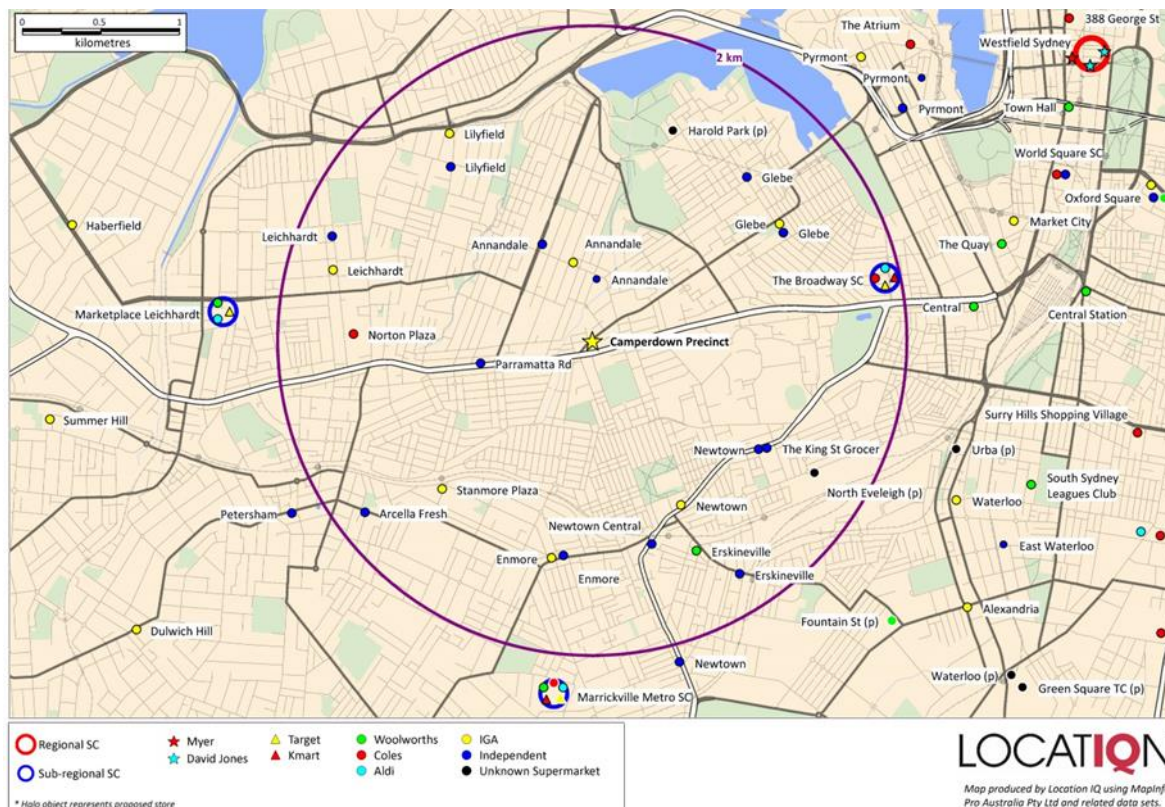 0 0.5 1
kilometres
2 km
388 George St
The Atrium
Westfield Sydney
Pyrmont
Pyrmont
Pyrmont
Town Hall
Harold Park (p)
Lilyfield
Lilyfield
World Square SC
Glebe
Oxford Square
Haberfield
Glebe
Glebe
Market City
Leichhardt
Annandale
Annandale
The Quay
Leichhardt
Annandale
The Broadway SC
Central Station
Marketplace Leichhardt
Central
Norton Plaza
Camperdown Precinct
Parramatta Rd
Summer Hill
Surry Hills Shopping Village
Newtown
The King St Grocer
Urba (p)
South Sydney
Leagues Club
Stanmore Plaza
North Eveleigh (p)
Waterloo
Newtown
Petersham
Arcella Fresh
Newtown Central
East Waterloo
Enmore
Erskineville
Enmore
Erskineville
Alexandria
Fountain St (p)
Dulwich Hill
Newtown
Waterloo (p)
Green Square TC (p)
Marrickville Metro SC
Regional SC
Sub-regional SC
Myer
David Jones
Target
Kmart
Woolworths
Coles
Aldi
IGA
Independent
Unknown Supermarket
* Halo object represents proposed store
LOCATIQN
Map produced by Location IQ using MapInf
Pro Australia Pty Ltd and related data sets.